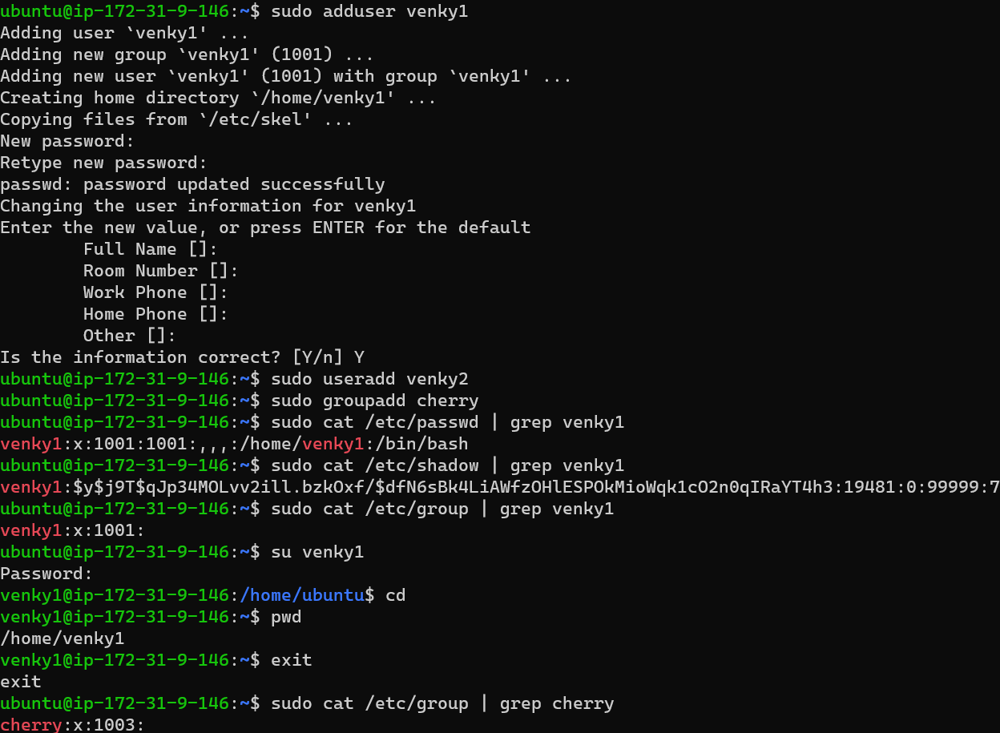 ubuntu@ip-172-31-9-146:~$ sudo adduser venky1
Adding user `venky1' ...
Adding new group `venky1' (1001) ...
Adding new user `venky1' (1001) with group `venky1' ...
Creating home directory `/home/venky1' ...
Copying files from `/etc/skel' ...
New password:
Retype new password:
passwd: password updated successfully
Changing the user information for venky1
Enter the new value, or press ENTER for the default
        Full Name []:
        Room Number []:
        Work Phone []:
        Home Phone []:
        Other []:
Is the information correct? [Y/n] Y
ubuntu@ip-172-31-9-146:~$ sudo useradd venky2
ubuntu@ip-172-31-9-146:~$ sudo groupadd cherry
ubuntu@ip-172-31-9-146:~$ sudo cat /etc/passwd | grep venky1
venky1:x:1001:1001:,,,:/home/venky1:/bin/bash
ubuntu@ip-172-31-9-146:~$ sudo cat /etc/shadow | grep venky1
venky1:$y$j9T$qJp34MOLvv2ill.bzkOxf/$dfN6sBk4LiAWfzOHlESPOkMioWqk1cO2n0qIRaYT4h3:19481:0:99999:7
ubuntu@ip-172-31-9-146:~$ sudo cat /etc/group | grep venky1
venky1:x:1001:
ubuntu@ip-172-31-9-146:~$ su venky1
Password:
venky1@ip-172-31-9-146:/home/ubuntu$ cd
venky1@ip-172-31-9-146:~$ pwd
/home/venky1
venky1@ip-172-31-9-146:~$ exit
exit
ubuntu@ip-172-31-9-146:~$ sudo cat /etc/group | grep cherry
cherry:x:1003: